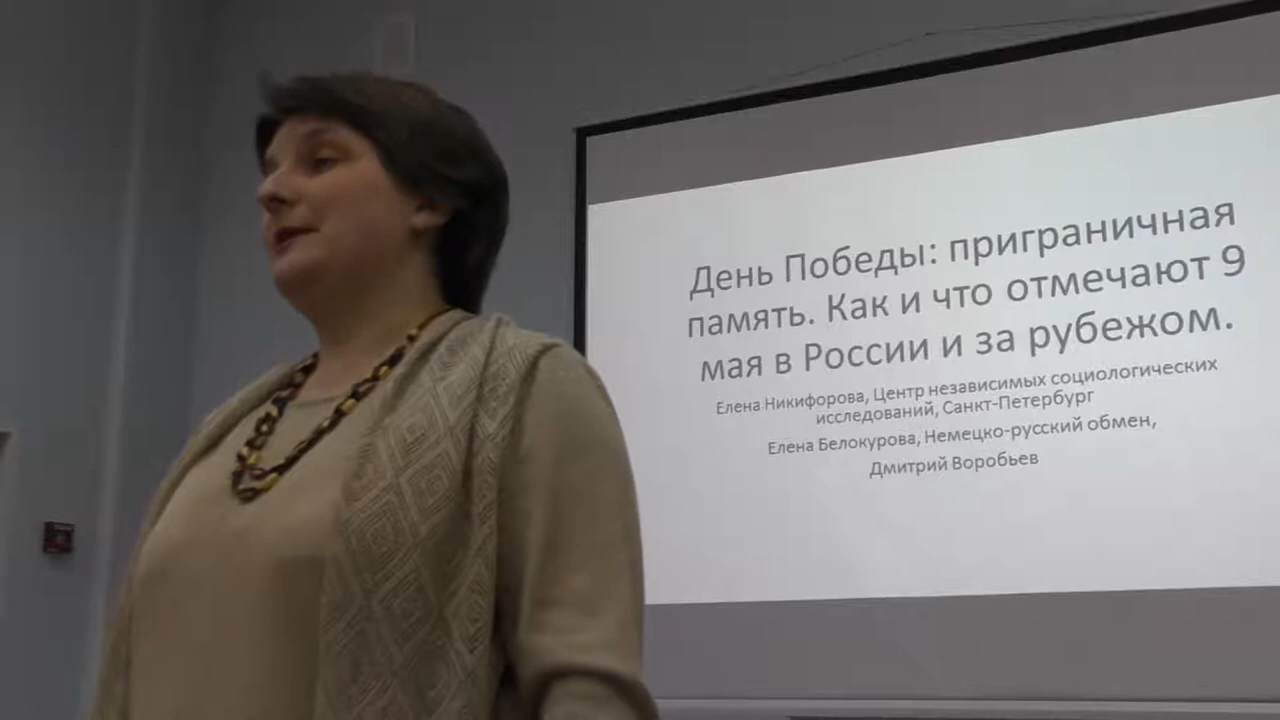 День Победы: приграничная
память. Как и что отмечают 9
мая в России и за рубежом.
Елена Никифорова, Центр независимых социологических
исследований, Санкт-Петербург
Елена Белокурова, Немецко-русский обмен,
Дмитрий Воробьев